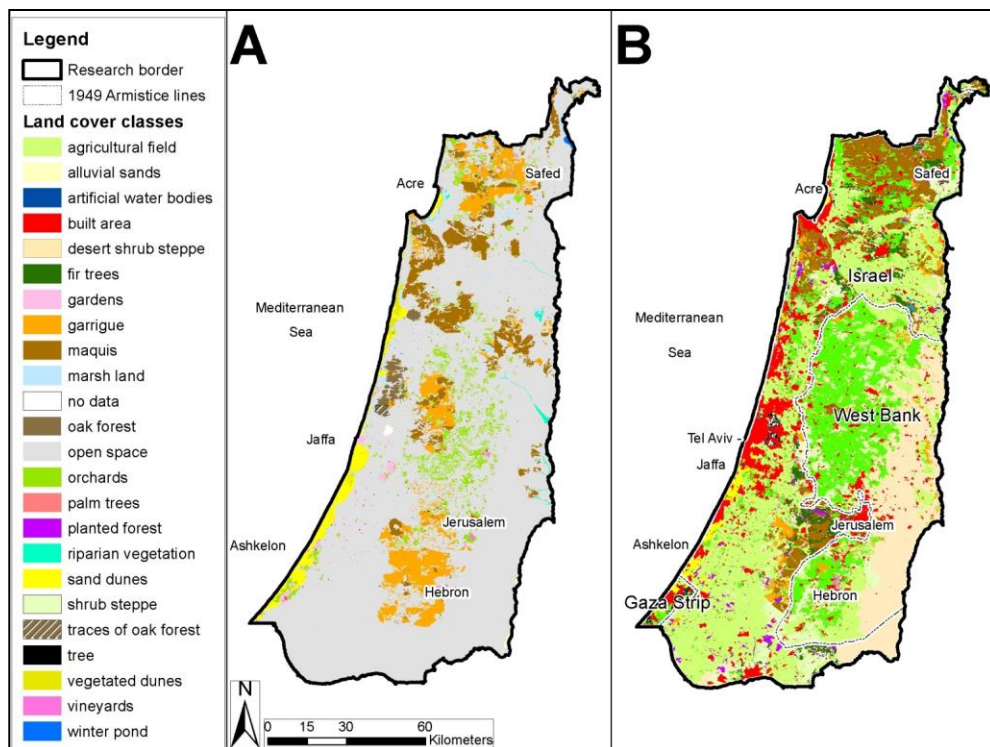 Legend
Research border
1949 Armistice lines
Land cover classes
agricultural field
alluvial sands
artificial water bodies
built area
desert shrub steppe
fir trees
gardens
garrigue
maquis
marsh land
no data
oak forest
open space
orchards
palm trees
planted forest
riparian vegetation
sand dunes
shrub steppe
traces of oak forest
tree
vegetated dunes
vineyards
winter pond
A
Safed
Acre
Mediterranean
Sea
Jaffa
Jerusalem
Ashkelon
Hebron
N
0 15 30 60
Kilometers
B
Safed
Acre
Israel
Mediterranean
Sea
West Bank
Tel Aviv -
Jaffa
Jerusalem
Ashkelon
Hebron
Gaza Strip